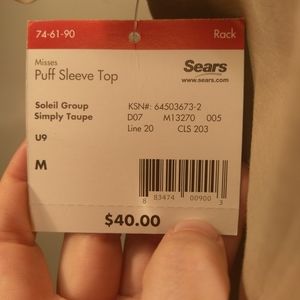 74-61-90 Rack
Misses
Puff Sleeve Top
Sears
www.sears.com
Soleil Group
Simply Taupe
KSN#: 64503673-2
D07 M13270 005
Line 20 CLS 203
U9
M
8 83474 00900 3
$40.00